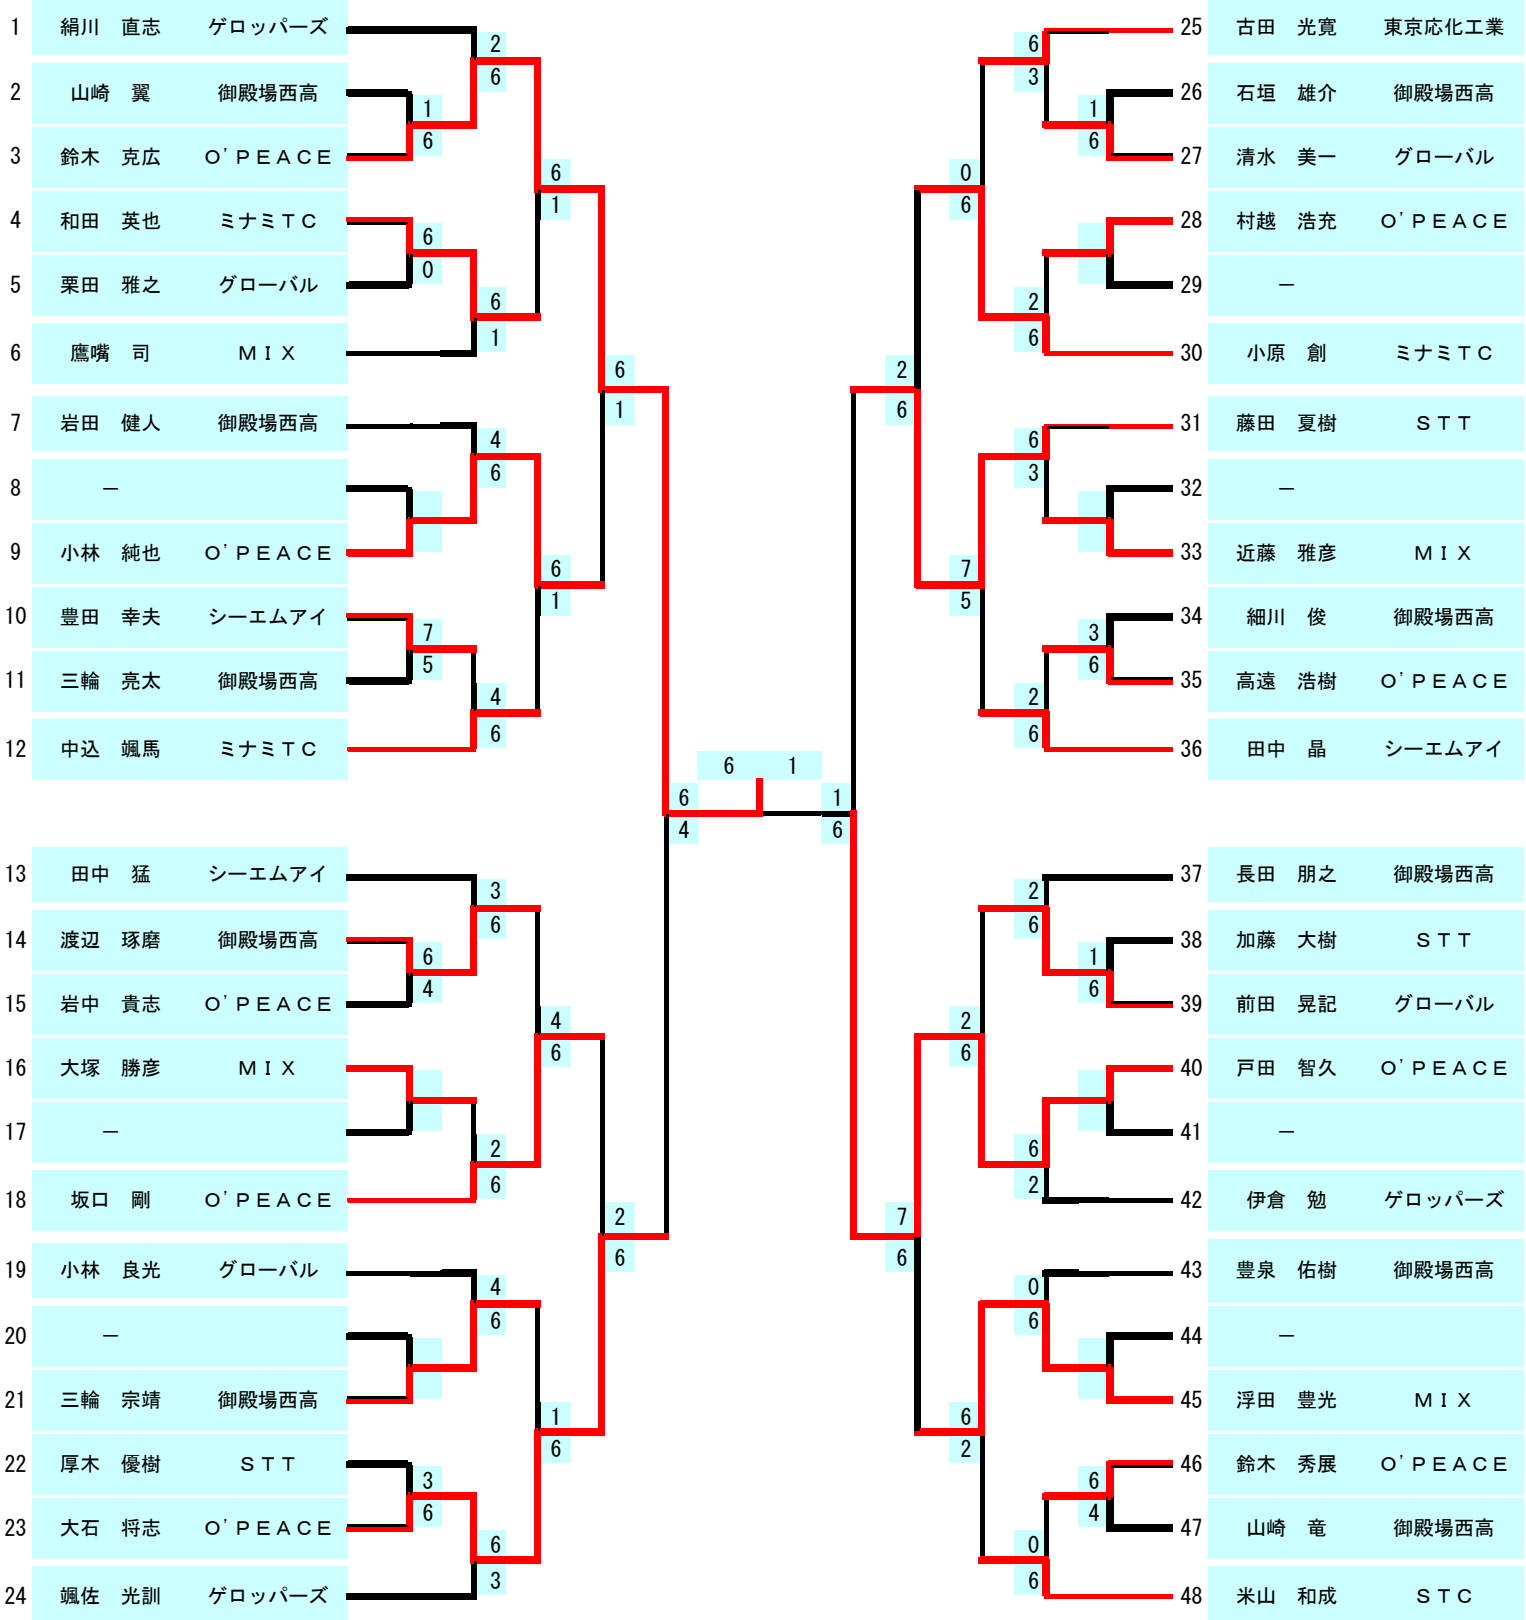 1 絹川　直志 ゲロッパーズ
2 山崎　翼 御殿場西高
3 鈴木　克広 O'PEACE
4 和田　英也 ミナミTC
5 栗田　雅之 グローバル
6 鷹嘴　司 MIX
7 岩田　健人 御殿場西高
8 －
9 小林　純也 O'PEACE
10 豊田　幸夫 シーエムアイ
11 三輪　亮太 御殿場西高
12 中込　颯馬 ミナミTC
13 田中　猛 シーエムアイ
14 渡辺　琢磨 御殿場西高
15 岩中　貴志 O'PEACE
16 大塚　勝彦 MIX
17 －
18 坂口　剛 O'PEACE
19 小林　良光 グローバル
20 －
21 三輪　宗靖 御殿場西高
22 厚木　優樹 STT
23 大石　将志 O'PEACE
24 颯佐　光訓 ゲロッパーズ
1
6
6
0
7
5
6
4
3
6
2
6
6
1
4
6
4
6
3
6
2
6
4
6
6
3
6
1
6
1
4
6
1
6
6
1
2
6
6
4
6 1
1
6
2
6
7
6
0
6
7
5
2
6
6
2
6
3
2
6
6
3
2
6
2
6
6
2
0
6
0
6
1
6
3
6
1
6
6
4
25 古田　光寛 東京応化工業
26 石垣　雄介 御殿場西高
27 清水　美一 グローバル
28 村越　浩充 O'PEACE
29 －
30 小原　創 ミナミTC
31 藤田　夏樹 STT
32 －
33 近藤　雅彦 MIX
34 細川　俊 御殿場西高
35 高遠　浩樹 O'PEACE
36 田中　晶 シーエムアイ
37 長田　朋之 御殿場西高
38 加藤　大樹 STT
39 前田　晃記 グローバル
40 戸田　智久 O'PEACE
41 －
42 伊倉　勉 ゲロッパーズ
43 豊泉　佑樹 御殿場西高
44 －
45 浮田　豊光 MIX
46 鈴木　秀展 O'PEACE
47 山崎　竜 御殿場西高
48 米山　和成 STC